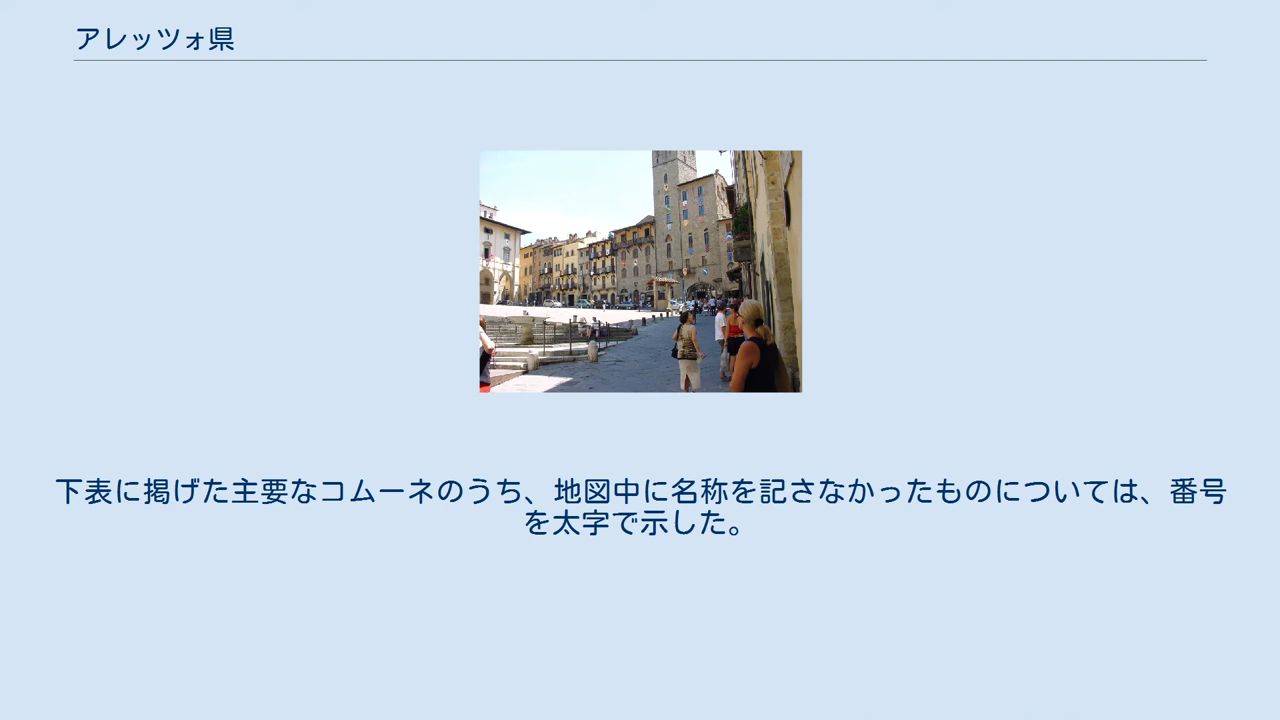 アレッツォ県
下表に掲げた主要なコムーネのうち、地図中に名称を記さなかったものについては、番号
を太字で示した。